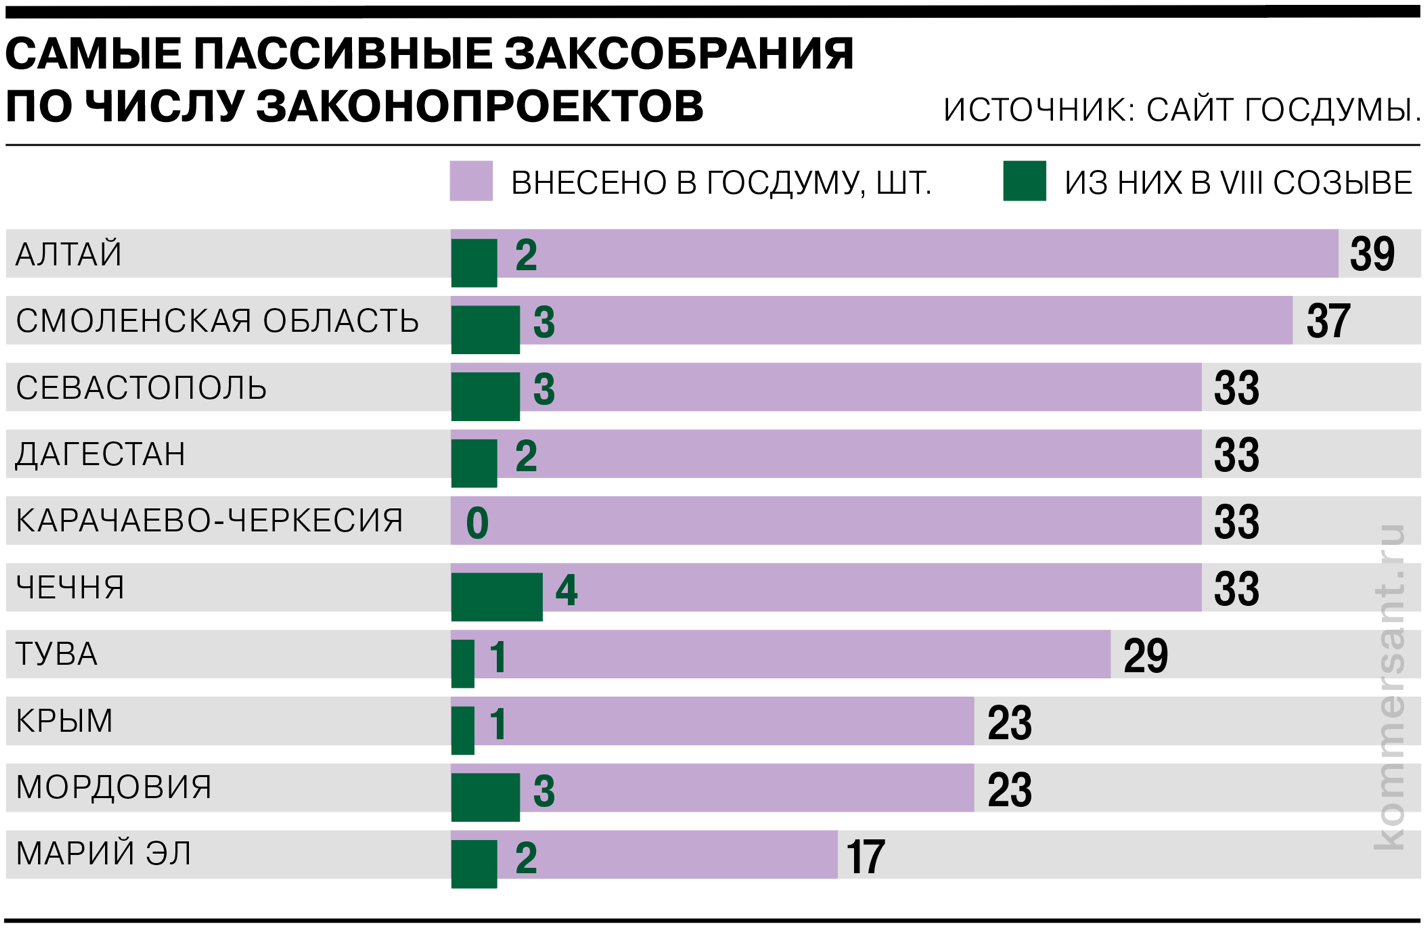 САМЫЕ ПАССИВНЫЕ ЗАКСОБРАНИЯ
ПО ЧИСЛУ ЗАКОНОПРОЕКТОВ
ИСТОЧНИК: САЙТ ГОСДУМЫ.
ВНЕСЕНО В ГОСДУМУ, ШТ.
ИЗ НИХ В VIII СОЗЫВЕ
АЛТАЙ 2 39
СМОЛЕНСКАЯ ОБЛАСТЬ 3 37
СЕВАСТОПОЛЬ 3 33
ДАГЕСТАН 2 33
КАРАЧАЕВО-ЧЕРКЕСИЯ 0 33
ЧЕЧНЯ 4 33
ТУВА 1 29
КРЫМ 1 23
МОРДОВИЯ 3 23
МАРИЙ ЭЛ 2 17
kommersant.ru